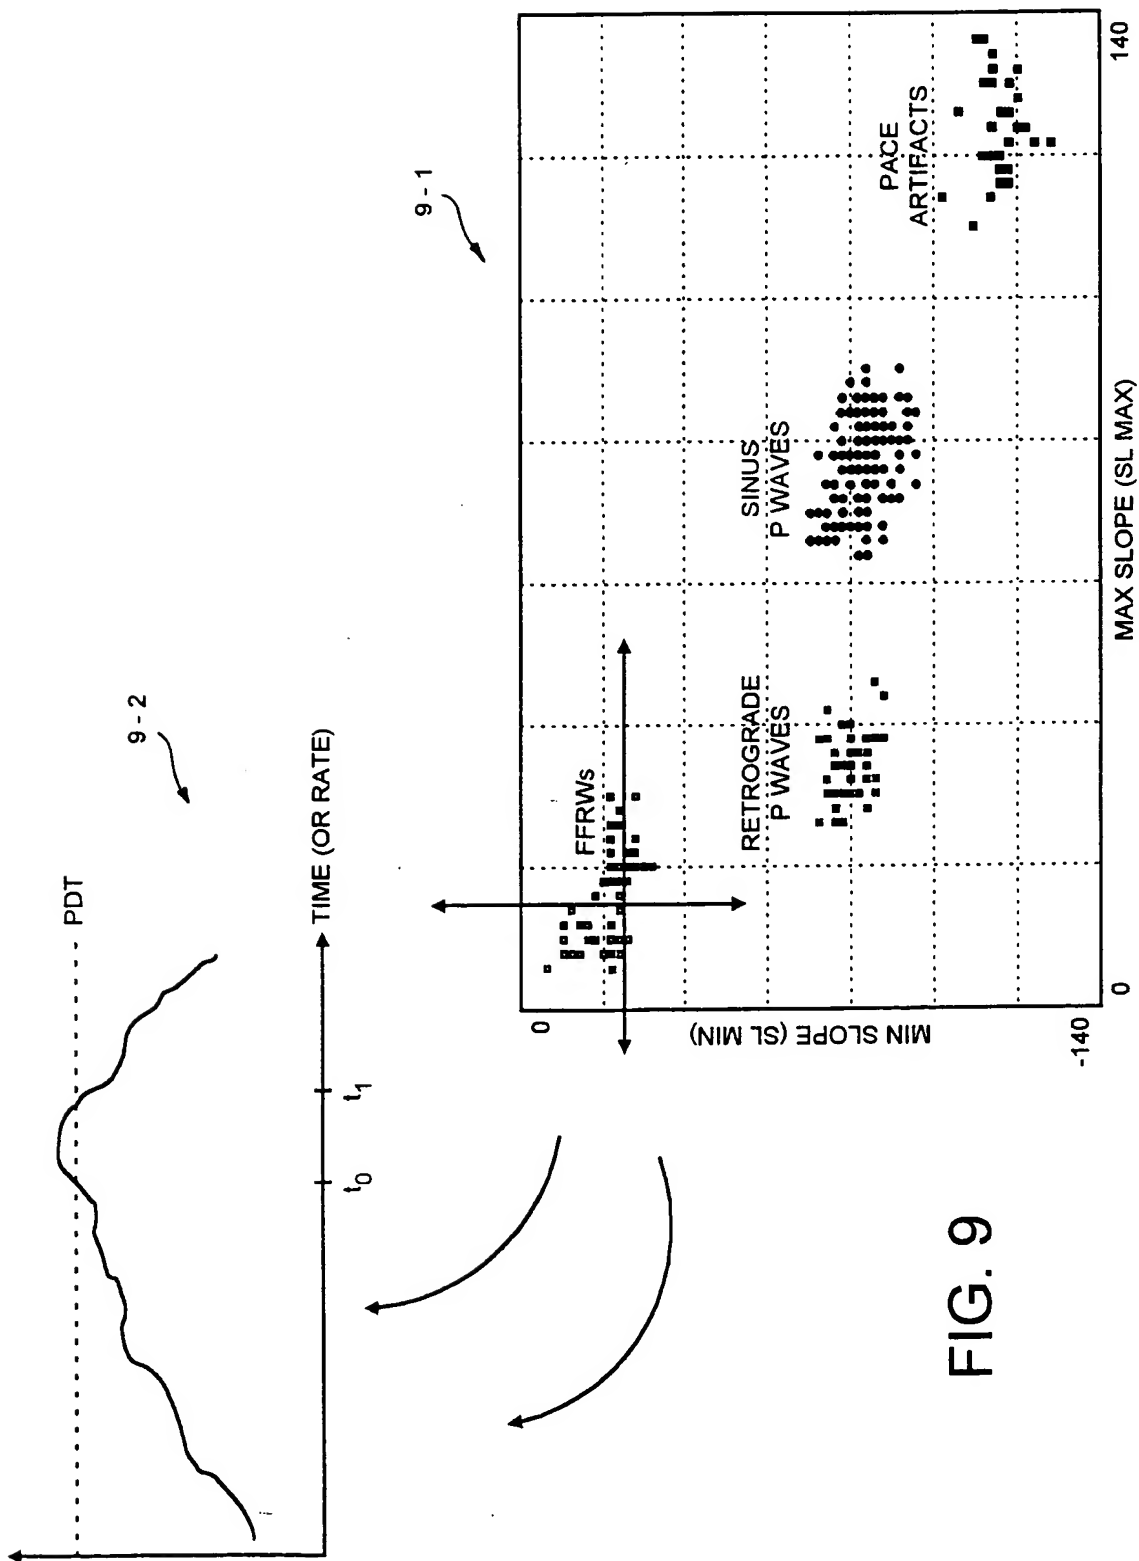 9 - 2
PDT
TIME (OR RATE)
t0
t1
9 - 1
0
MIN SLOPE (SL MIN)
-140
FFRWs
RETROGRADE
P WAVES
SINUS
P WAVES
PACE
ARTIFACTS
0
MAX SLOPE (SL MAX)
140
FIG. 9